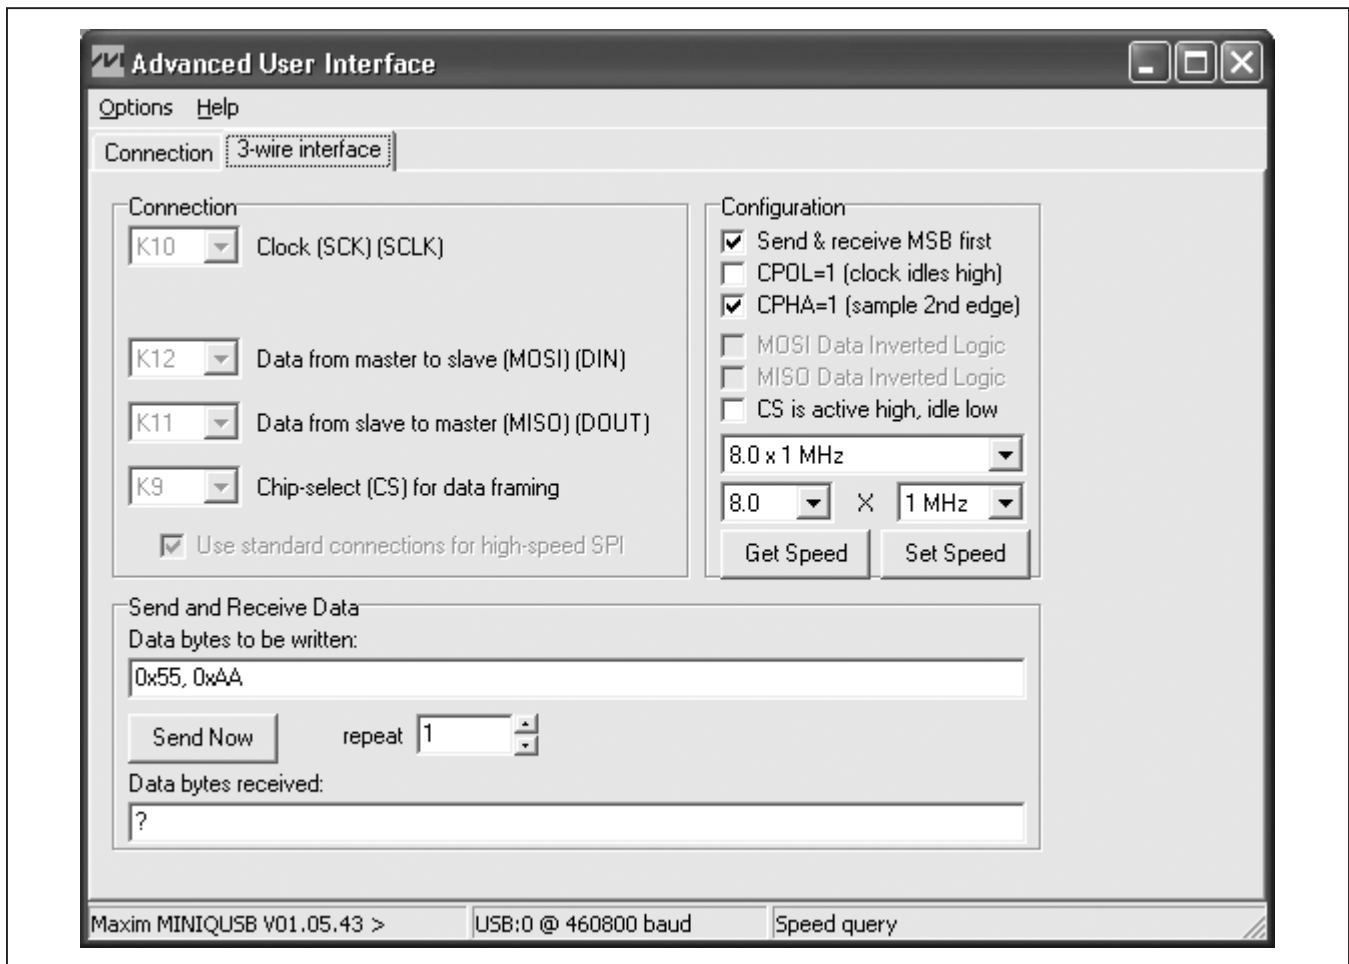 Advanced User Interface
Options Help
Connection 3-wire interface
Connection
K10 Clock (SCK) (SCLK)
K12 Data from master to slave (MOSI) (DIN)
K11 Data from slave to master (MISO) (DOUT)
K9 Chip-select (CS) for data framing
Use standard connections for high-speed SPI
Configuration
Send & receive MSB first
CPOL=1 (clock idles high)
CPHA=1 (sample 2nd edge)
MOSI Data Inverted Logic
MISO Data Inverted Logic
CS is active high, idle low
8.0 x 1 MHz
8.0 X 1 MHz
Get Speed Set Speed
Send and Receive Data
Data bytes to be written:
0x55, 0xAA
Send Now repeat 1
Data bytes received:
?
Maxim MINIQUSB V01.05.43 > USB:0 @ 460800 baud Speed query